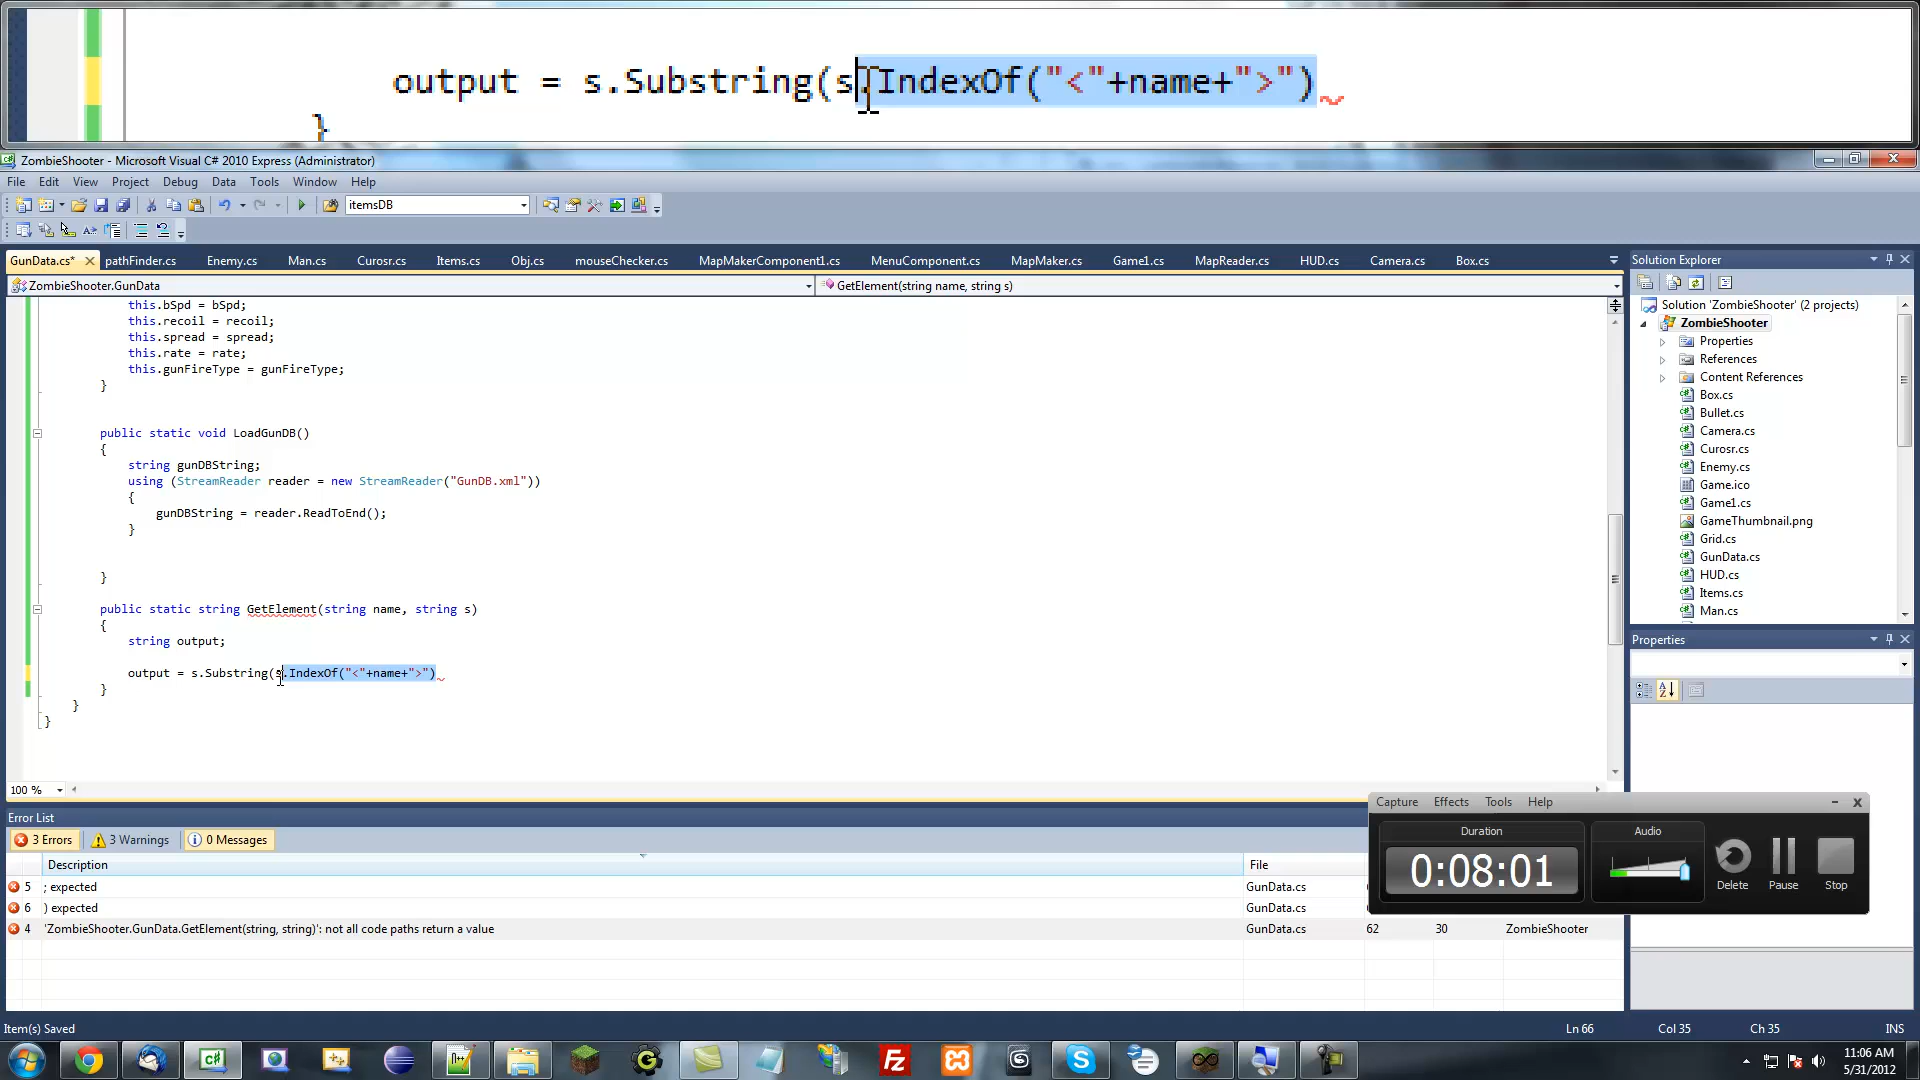 output = s.Substring(s.IndexOf("<"+name+">")
}
ZombieShooter - Microsoft Visual C# 2010 Express (Administrator)
File Edit View Project Debug Data Tools Window Help
itemsDB
GunData.cs* pathFinder.cs Enemy.cs Man.cs Curosr.cs Items.cs Obj.cs mouseChecker.cs MapMakerComponent1.cs MenuComponent.cs MapMaker.cs Game1.cs MapReader.cs HUD.cs Camera.cs Box.cs
ZombieShooter.GunData GetElement(string name, string s)
this.bSpd = bSpd;
this.recoil = recoil;
this.spread = spread;
this.rate = rate;
this.gunFireType = gunFireType;
}
public static void LoadGunDB()
{
string gunDBString;
using (StreamReader reader = new StreamReader("GunDB.xml"))
{
gunDBString = reader.ReadToEnd();
}
}
public static string GetElement(string name, string s)
{
string output;
output = s.Substring(s.IndexOf("<"+name+">")
}
}
}
100 %
Solution Explorer
Solution 'ZombieShooter' (2 projects)
ZombieShooter
Properties
References
Content References
Box.cs
Bullet.cs
Camera.cs
Curosr.cs
Enemy.cs
Game.ico
Game1.cs
GameThumbnail.png
Grid.cs
GunData.cs
HUD.cs
Items.cs
Man.cs
Properties
Error List
3 Errors 3 Warnings 0 Messages
Description File
5 ; expected GunData.cs
6 ) expected GunData.cs
4 'ZombieShooter.GunData.GetElement(string, string)': not all code paths return a value GunData.cs 62 30 ZombieShooter
Capture Effects Tools Help
Duration Audio
0:08:01
Delete Pause Stop
Item(s) Saved Ln 66 Col 35 Ch 35 INS
11:06 AM
5/31/2012